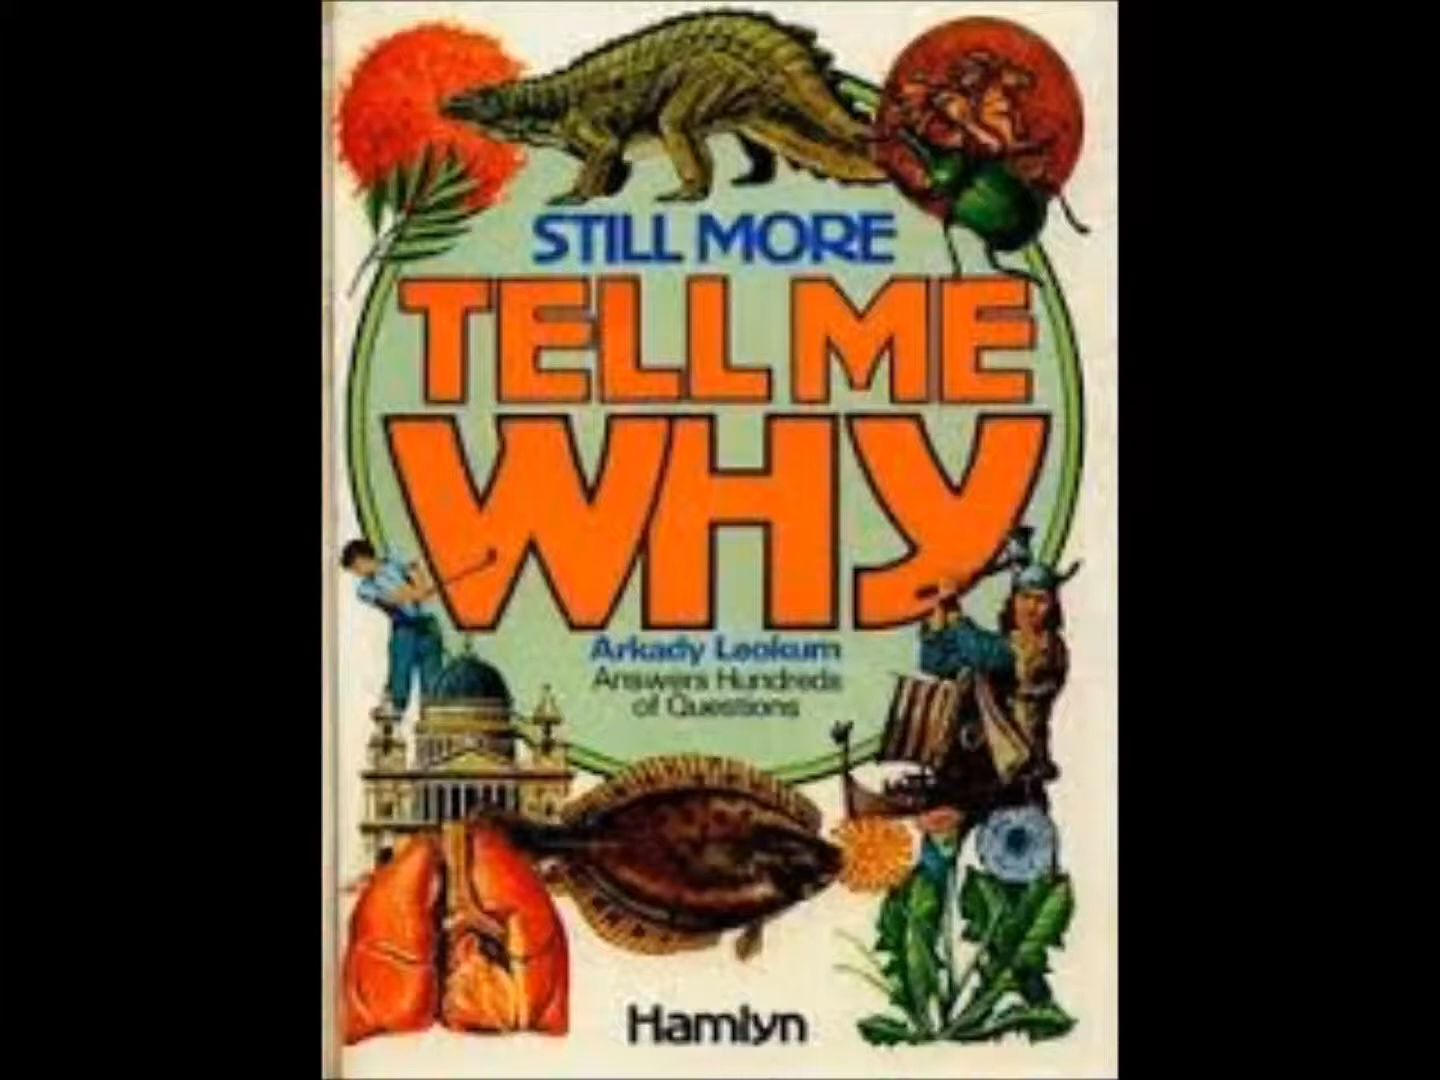 STILL MORE
TELL ME
WHY
Arkady Leokum
Answers Hundreds
of Questions
Hamlyn